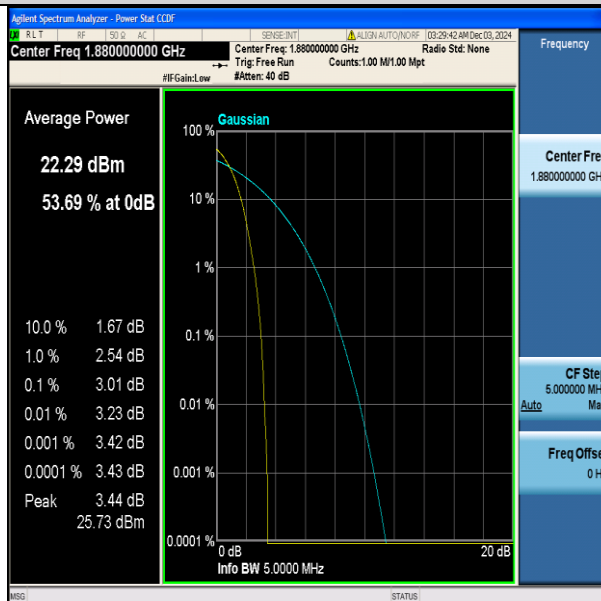 Agilent Spectrum Analyzer - Power Stat CCDF
RLT RF 50 Ω AC SENSE:INT ALIGN AUTO/NORF 03:29:42 AM Dec 03, 2024
Center Freq 1.880000000 GHz
Center Freq: 1.880000000 GHz Radio Std: None
Trig: Free Run Counts:1.00 M/1.00 Mpt
#IFGain:Low #Atten: 40 dB
Frequency
Average Power
22.29 dBm
53.69 % at 0dB
10.0 % 1.67 dB
1.0 % 2.54 dB
0.1 % 3.01 dB
0.01 % 3.23 dB
0.001 % 3.42 dB
0.0001 % 3.43 dB
Peak 3.44 dB
25.73 dBm
Gaussian
100 %
10 %
1 %
0.1 %
0.01 %
0.001 %
0.0001 %
0 dB 20 dB
Info BW 5.0000 MHz
Center Fre
1.880000000 GH
CF Ste
5.000000 MH
Auto Ma
Freq Offse
0 H
MSG STATUS